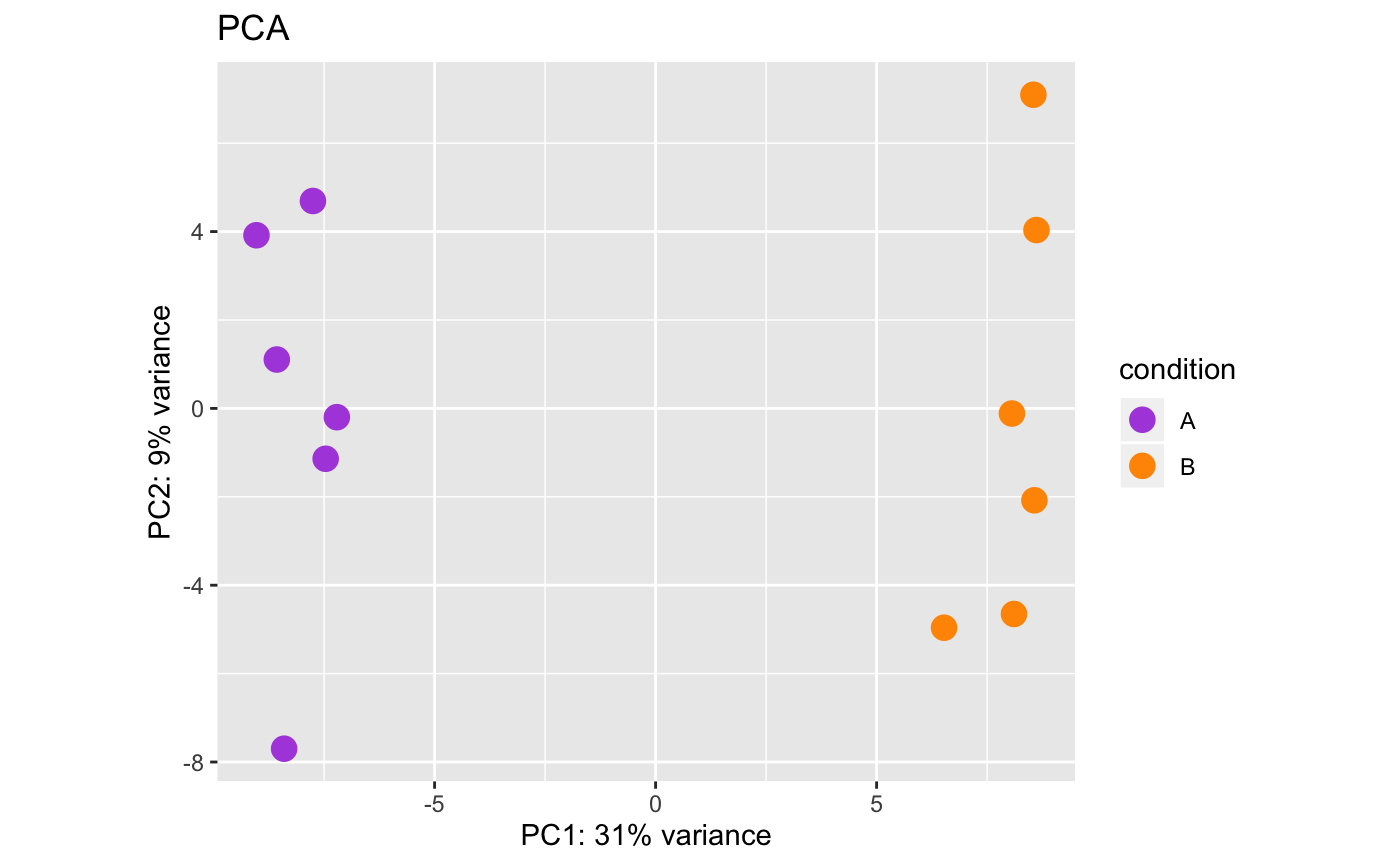 PCA
PC2: 9% variance
4
0
-4
-8
-5
0
5
PC1: 31% variance
condition
A
B